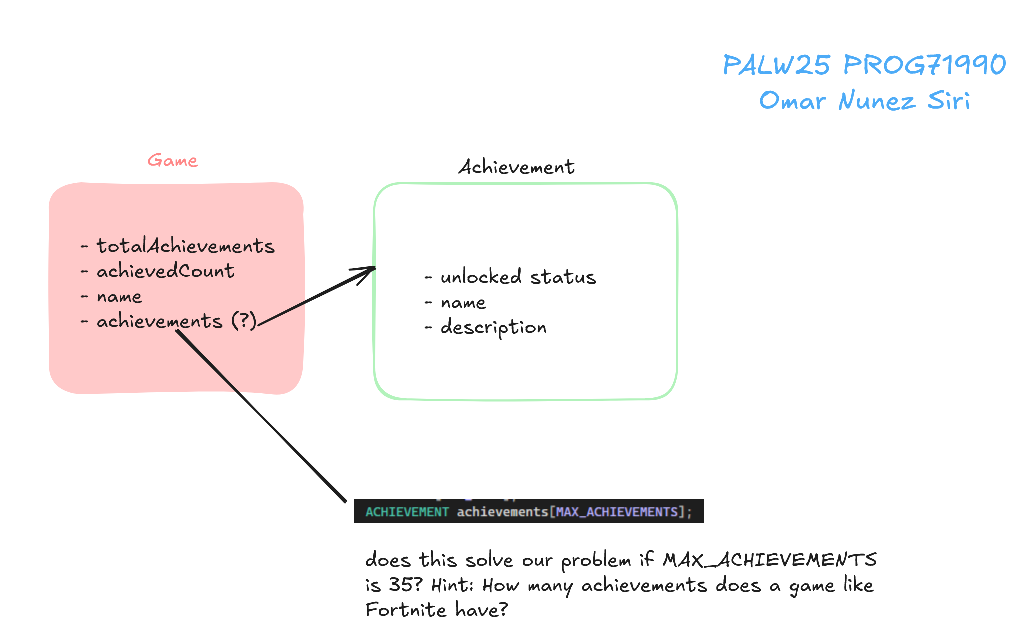 PALW25 PROG71990
Omar Nunez Siri
Game
- totalAchievements
- achievedCount
- name
- achievements (?)
Achievement
- unlocked status
- name
- description
ACHIEVEMENT achievements[MAX_ACHIEVEMENTS];
does this solve our problem if MAX_ACHIEVEMENTS
is 35? Hint: How many achievements does a game like
Fortnite have?